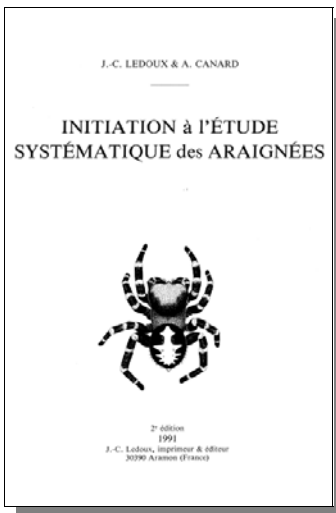 J.-C. LEDOUX & A. CANARD
INITIATION à l'ÉTUDE
SYSTÉMATIQUE des ARAIGNÉES
2e édition
1991
J.-C. Ledoux, imprimeur & éditeur
30390 Aramon (France)